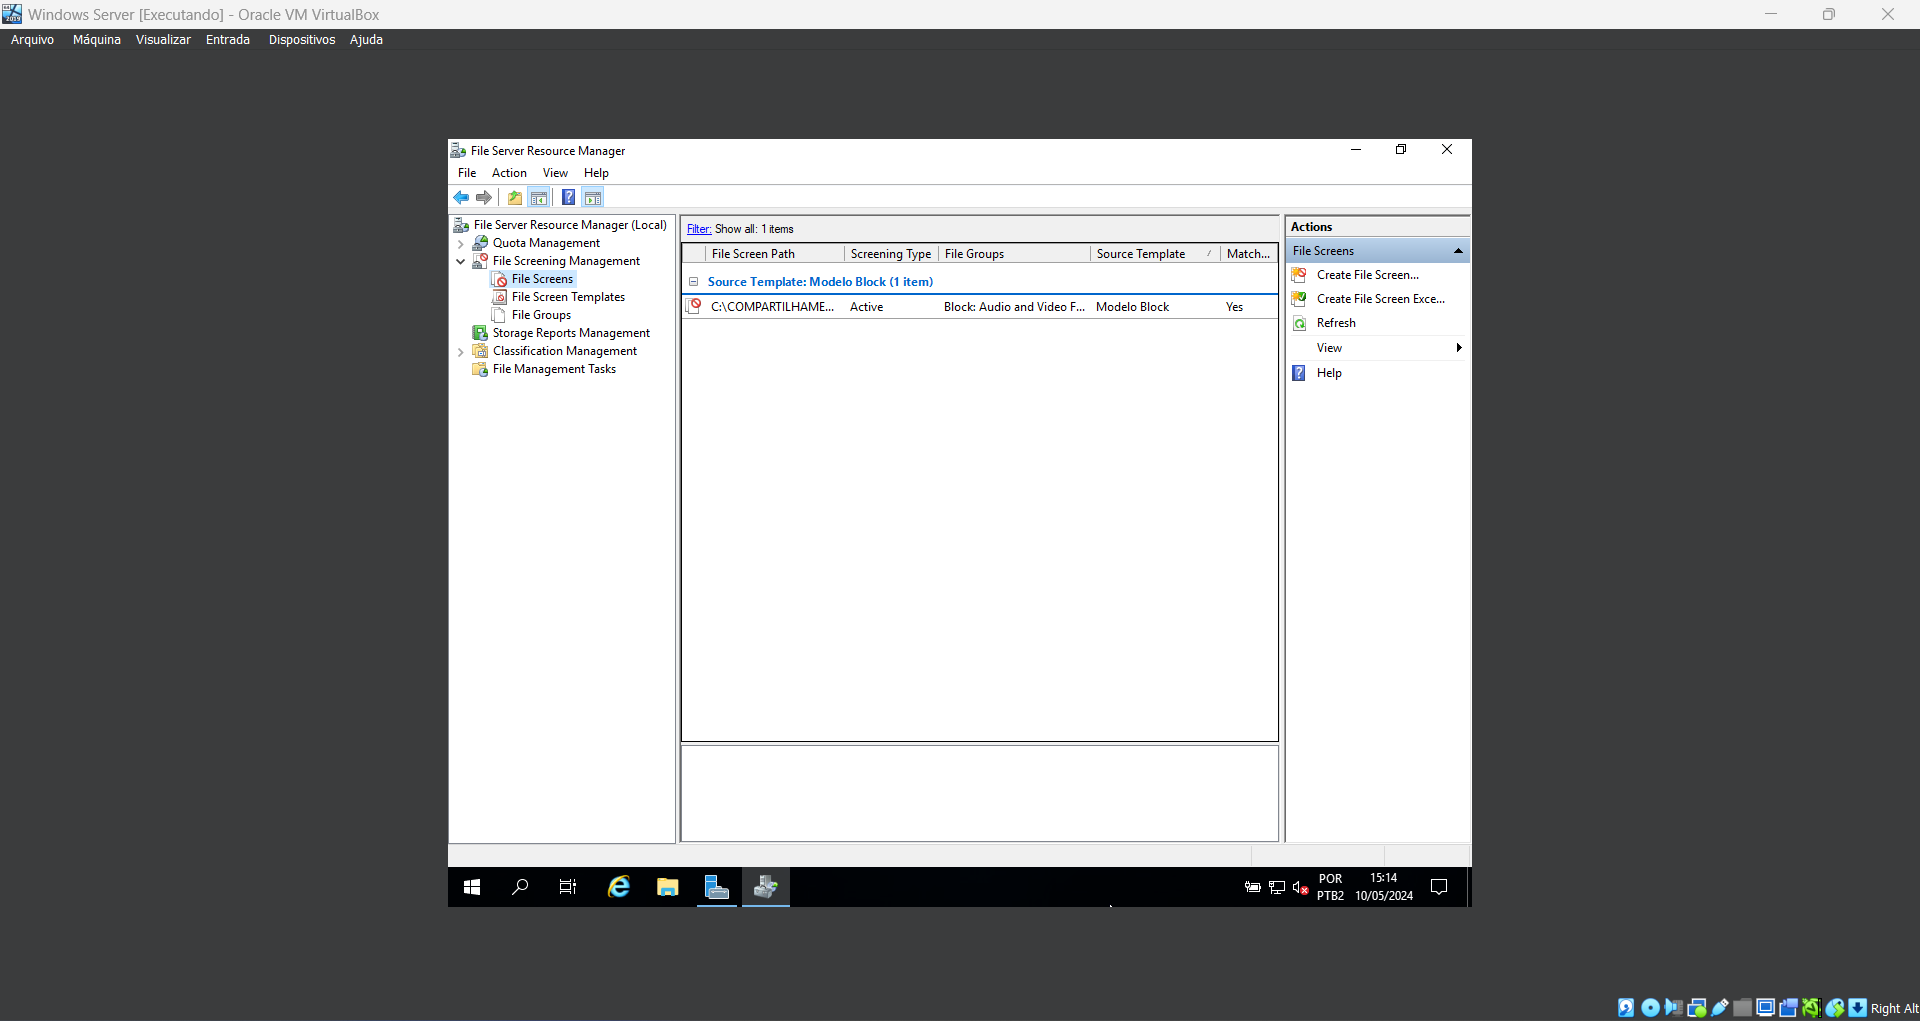 Windows Server [Executando] - Oracle VM VirtualBox
Arquivo Máquina Visualizar Entrada Dispositivos Ajuda
File Server Resource Manager
File Action View Help
File Server Resource Manager (Local)
Quota Management
File Screening Management
File Screens
File Screen Templates
File Groups
Storage Reports Management
Classification Management
File Management Tasks
Filter: Show all: 1 items
File Screen Path Screening Type File Groups Source Template Match...
Source Template: Modelo Block (1 item)
C:\COMPARTILHAME... Active Block: Audio and Video F... Modelo Block Yes
Actions
File Screens
Create File Screen...
Create File Screen Exce...
Refresh
View
Help
POR
PTB2
15:14
10/05/2024
Right Alt